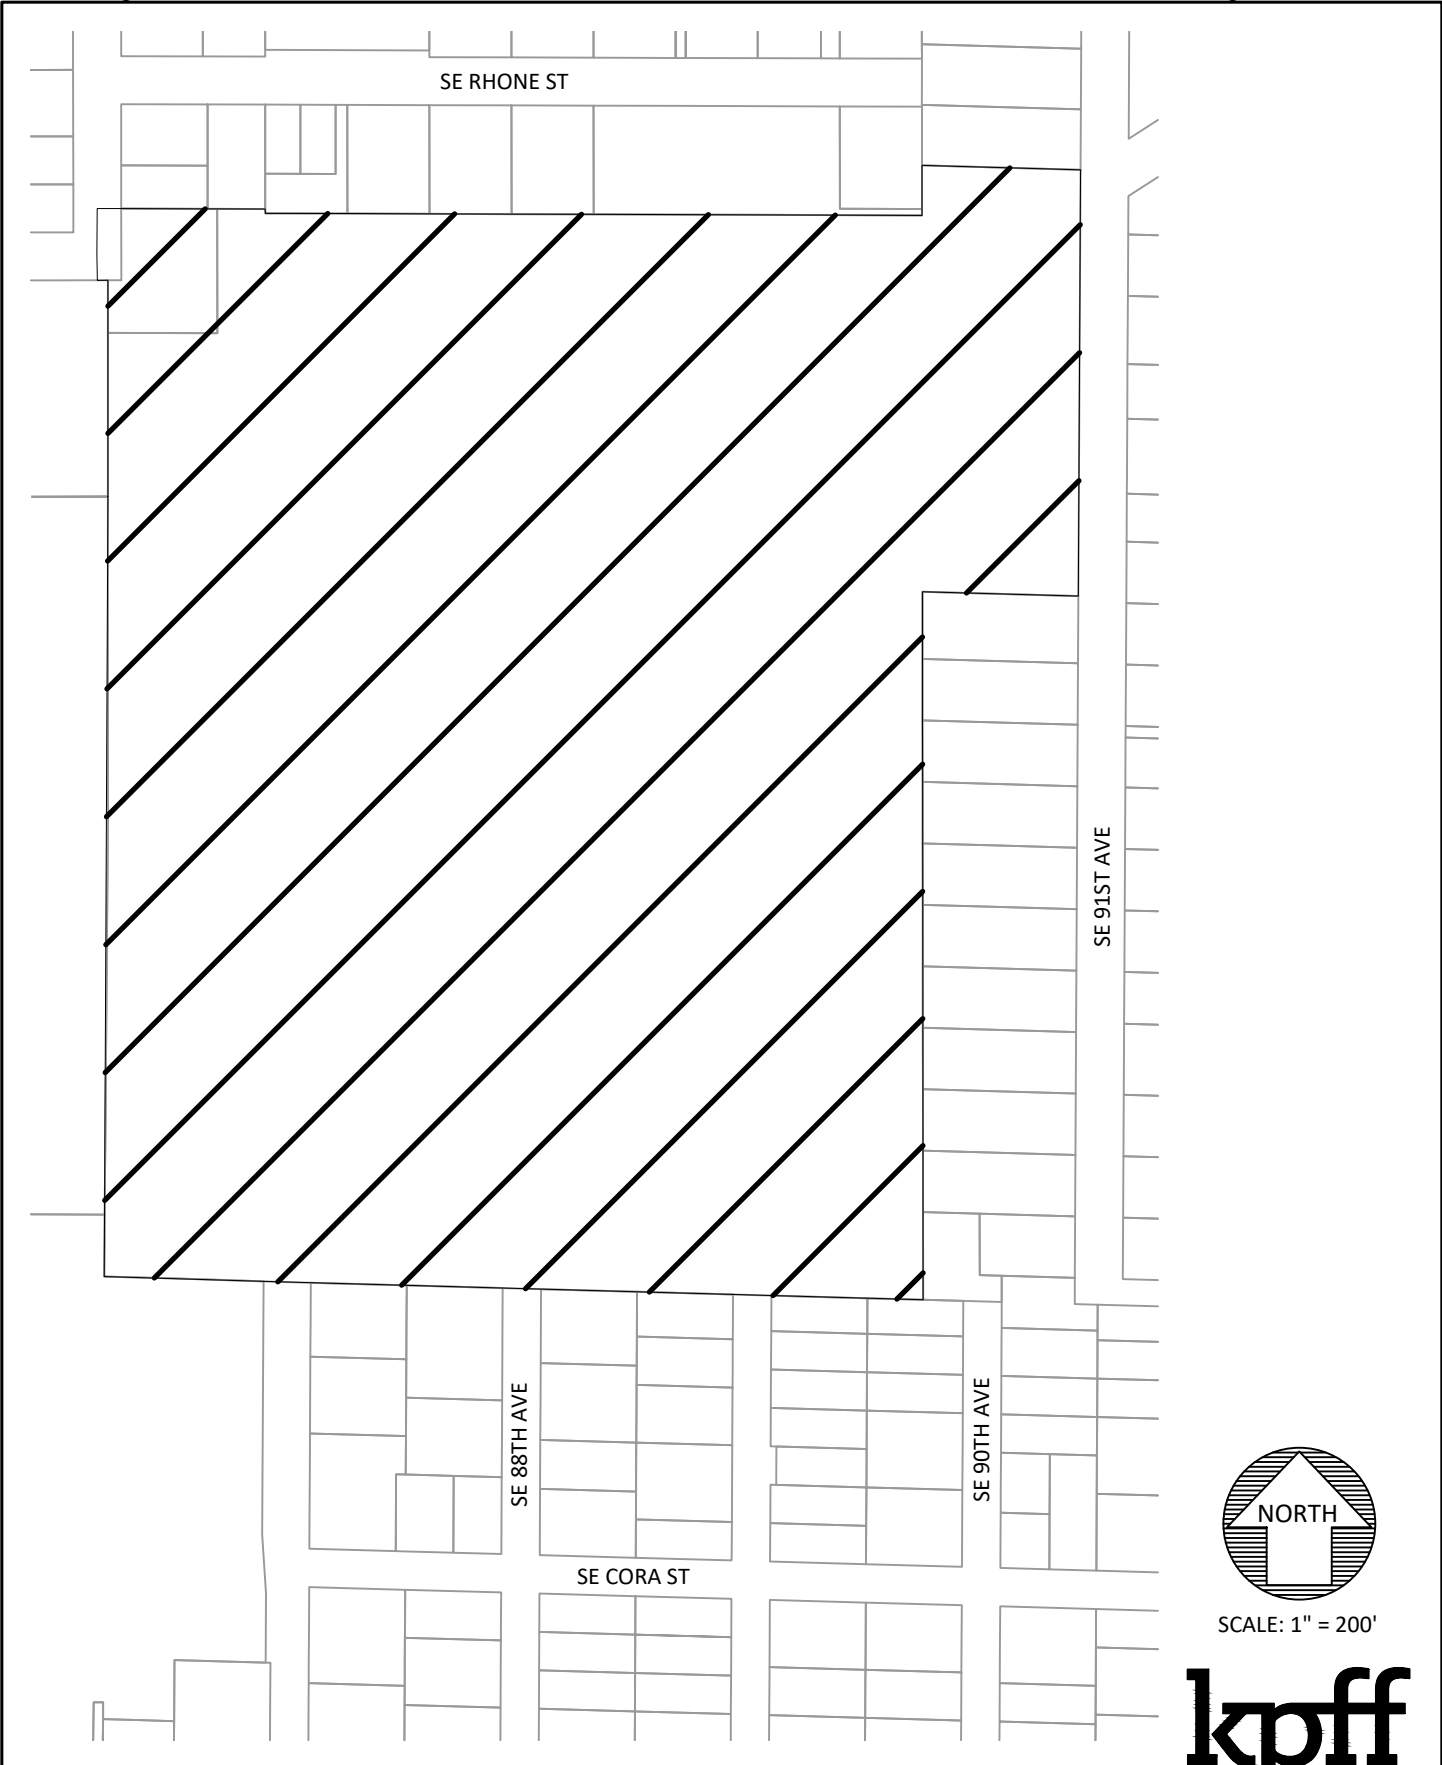 SE RHONE ST
SE 91ST AVE
SE 88TH AVE
SE 90TH AVE
NORTH
SE CORA ST
SCALE: 1" = 200'
kpff